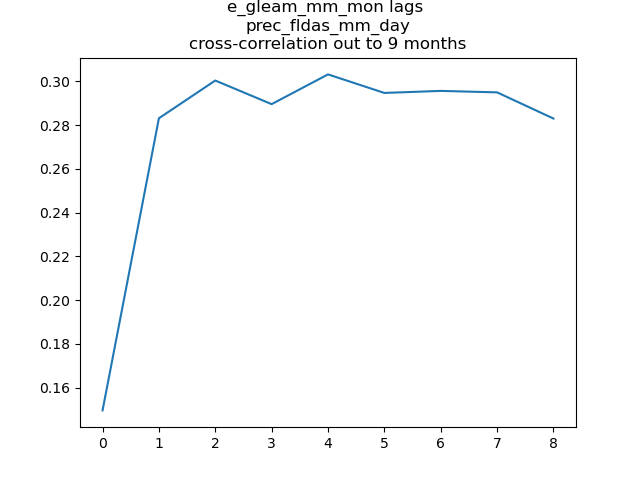 e_gleam_mm_mon lags
prec_fldas_mm_day
cross-correlation out to 9 months
0.30
0.28
0.26
0.24
0.22
0.20
0.18
0.16
0 1 2 3 4 5 6 7 8